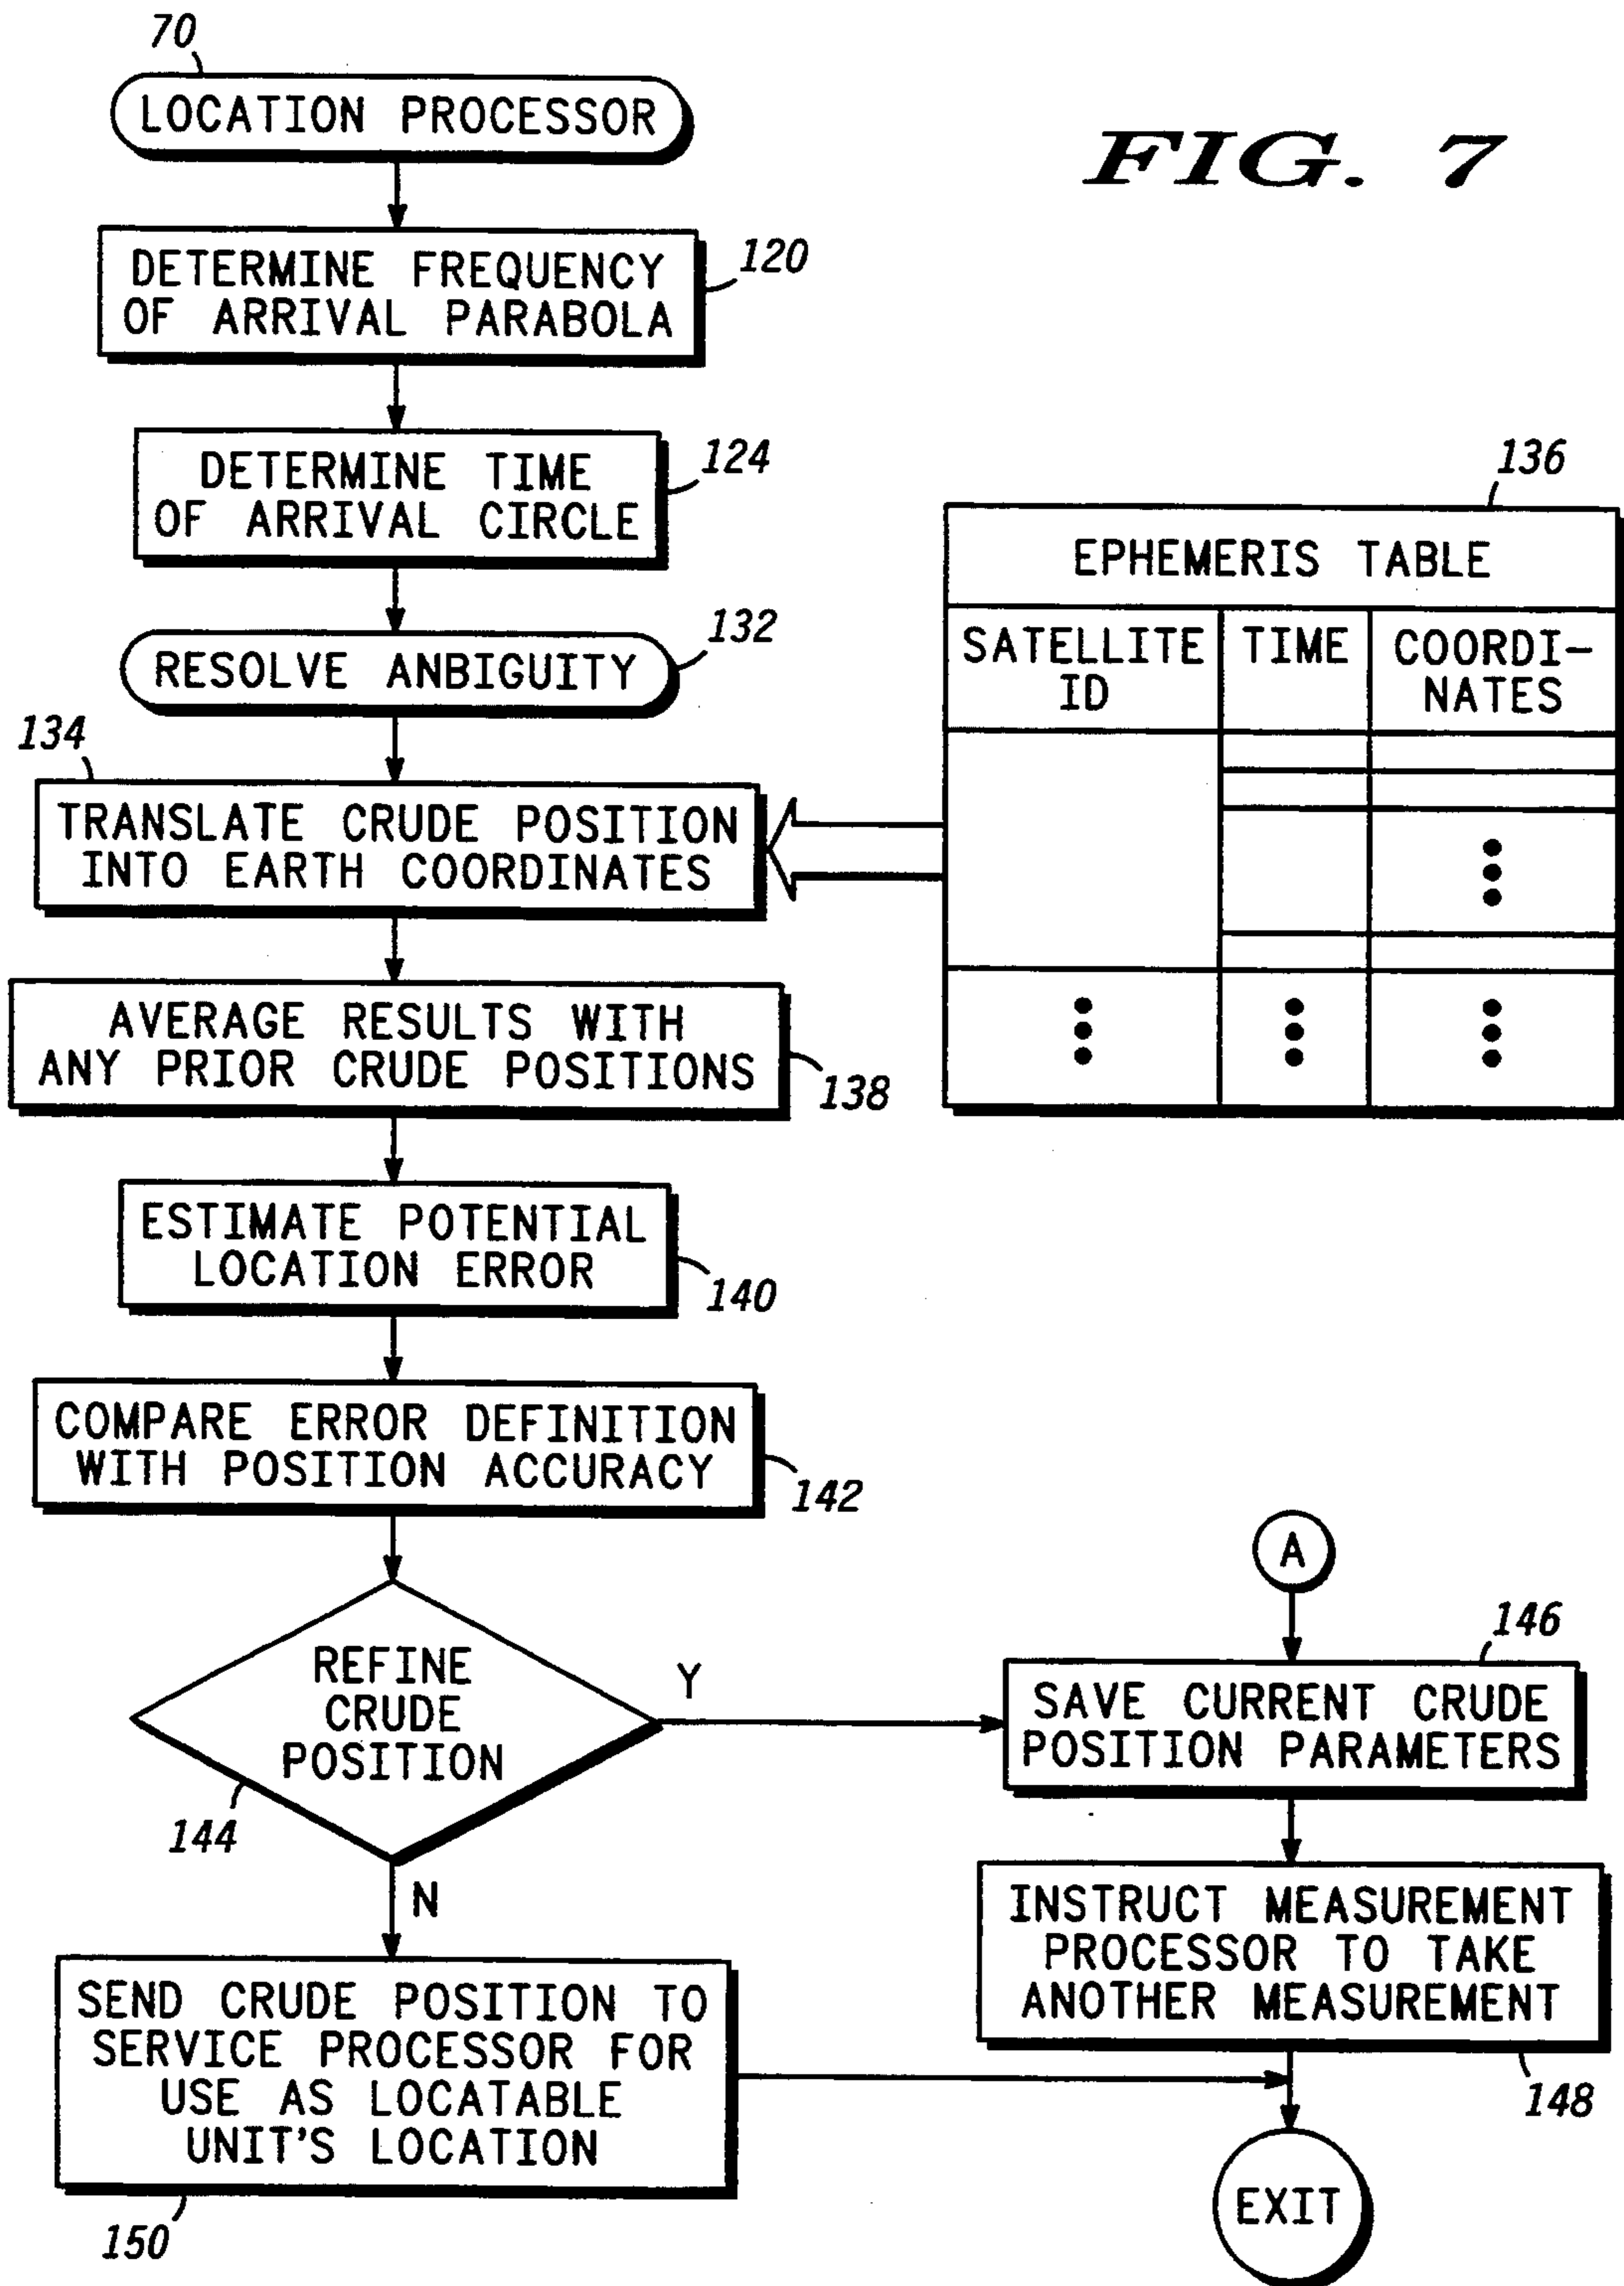 FIG. 7
70
LOCATION PROCESSOR
DETERMINE FREQUENCY
OF ARRIVAL PARABOLA
120
DETERMINE TIME
OF ARRIVAL CIRCLE
124
RESOLVE ANBIGUITY
132
134
TRANSLATE CRUDE POSITION
INTO EARTH COORDINATES
136
EPHEMERIS TABLE
SATELLITE
ID
TIME
COORDI-
NATES
AVERAGE RESULTS WITH
ANY PRIOR CRUDE POSITIONS
138
ESTIMATE POTENTIAL
LOCATION ERROR
140
COMPARE ERROR DEFINITION
WITH POSITION ACCURACY
142
REFINE
CRUDE
POSITION
144
Y
N
A
146
SAVE CURRENT CRUDE
POSITION PARAMETERS
INSTRUCT MEASUREMENT
PROCESSOR TO TAKE
ANOTHER MEASUREMENT
148
SEND CRUDE POSITION TO
SERVICE PROCESSOR FOR
USE AS LOCATABLE
UNIT'S LOCATION
150
EXIT